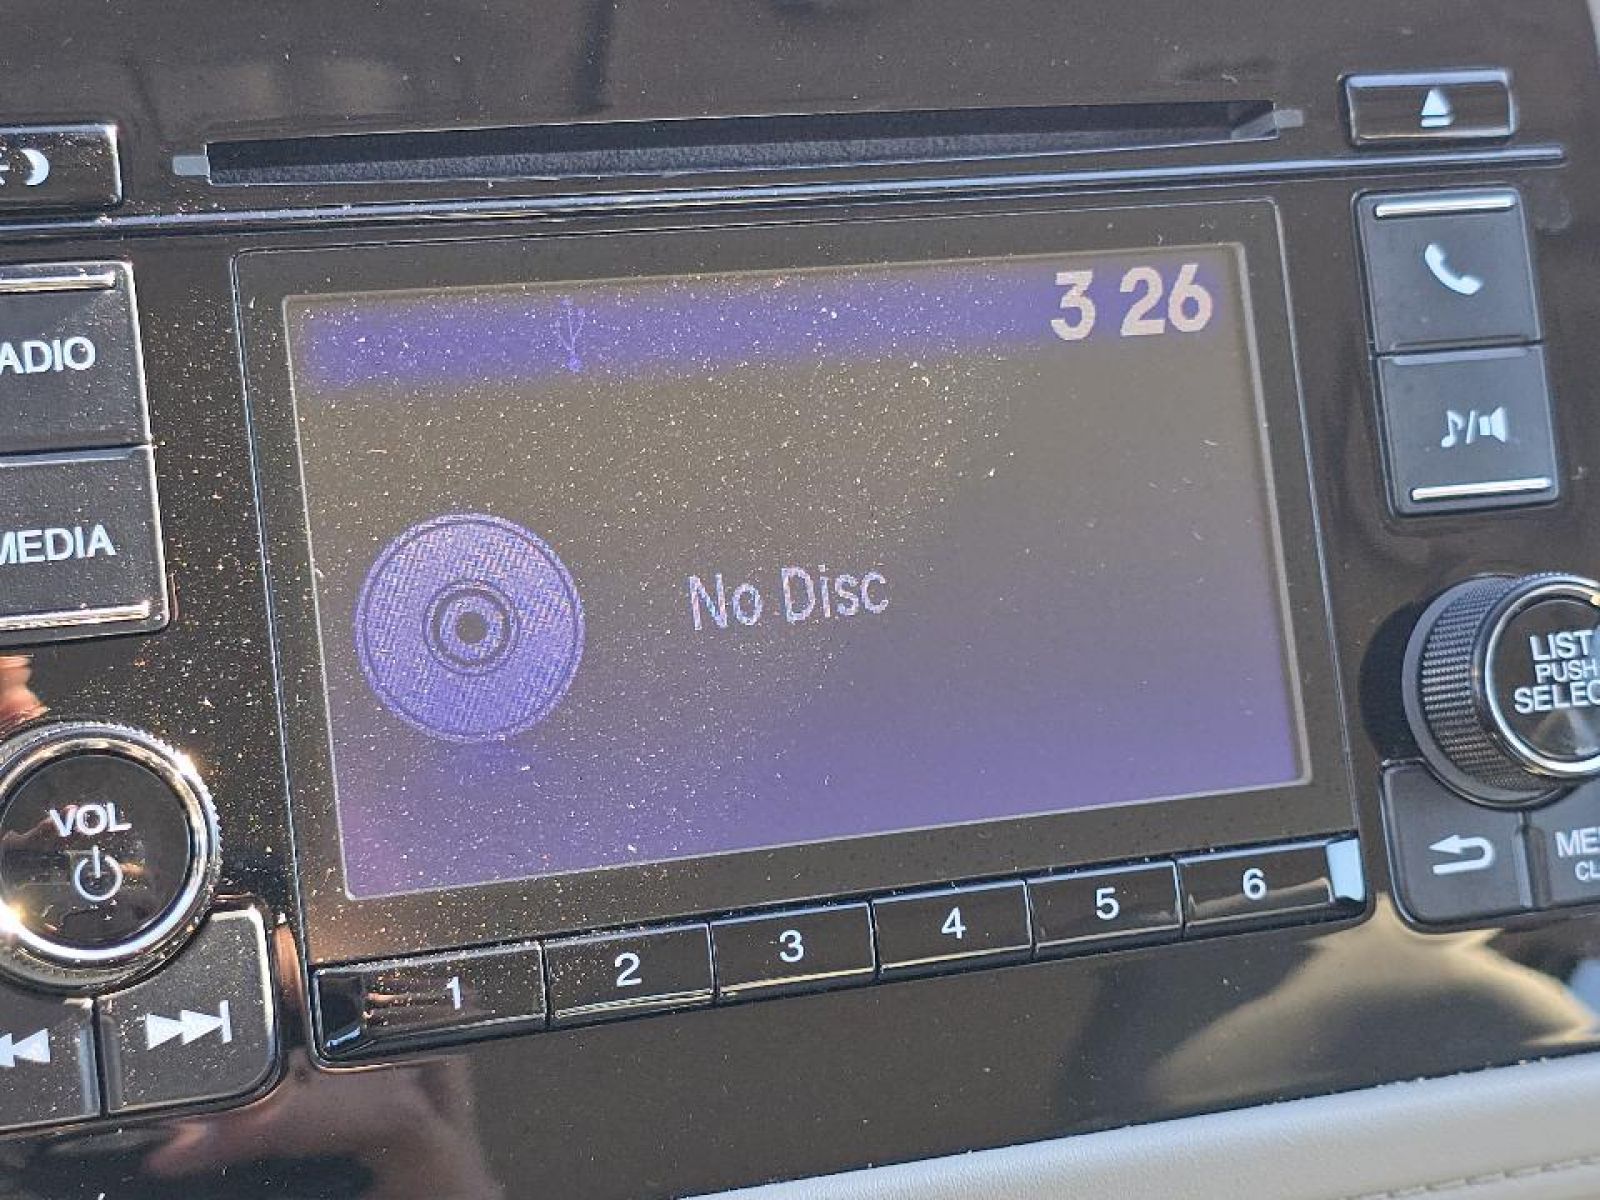 3 26
ADIO
MEDIA
No Disc
LIST
PUSH
SELEC
VOL
ME
CL
1 2 3 4 5 6